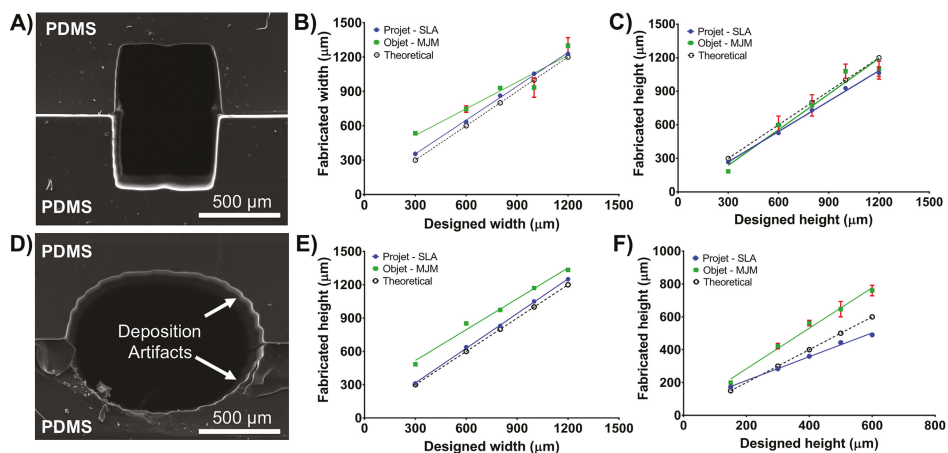 A)
PDMS
PDMS
500 µm
B)
Projet - SLA
Objet - MJM
Theoretical
Fabricated width (µm)
1500
1200
900
600
300
0
0 300 600 900 1200 1500
Designed width (µm)
C)
Projet - SLA
Objet - MJM
Theoretical
Fabricated height (µm)
1500
1200
900
600
300
0
0 300 600 900 1200 1500
Designed height (µm)
D)
PDMS
Deposition
Artifacts
PDMS
500 µm
E)
Projet - SLA
Objet - MJM
Theoretical
Fabricated height (µm)
1500
1200
900
600
300
0
0 300 600 900 1200 1500
Designed width (µm)
F)
Projet - SLA
Objet - MJM
Theoretical
Fabricated height (µm)
1000
800
600
400
200
0
0 200 400 600 800
Designed height (µm)